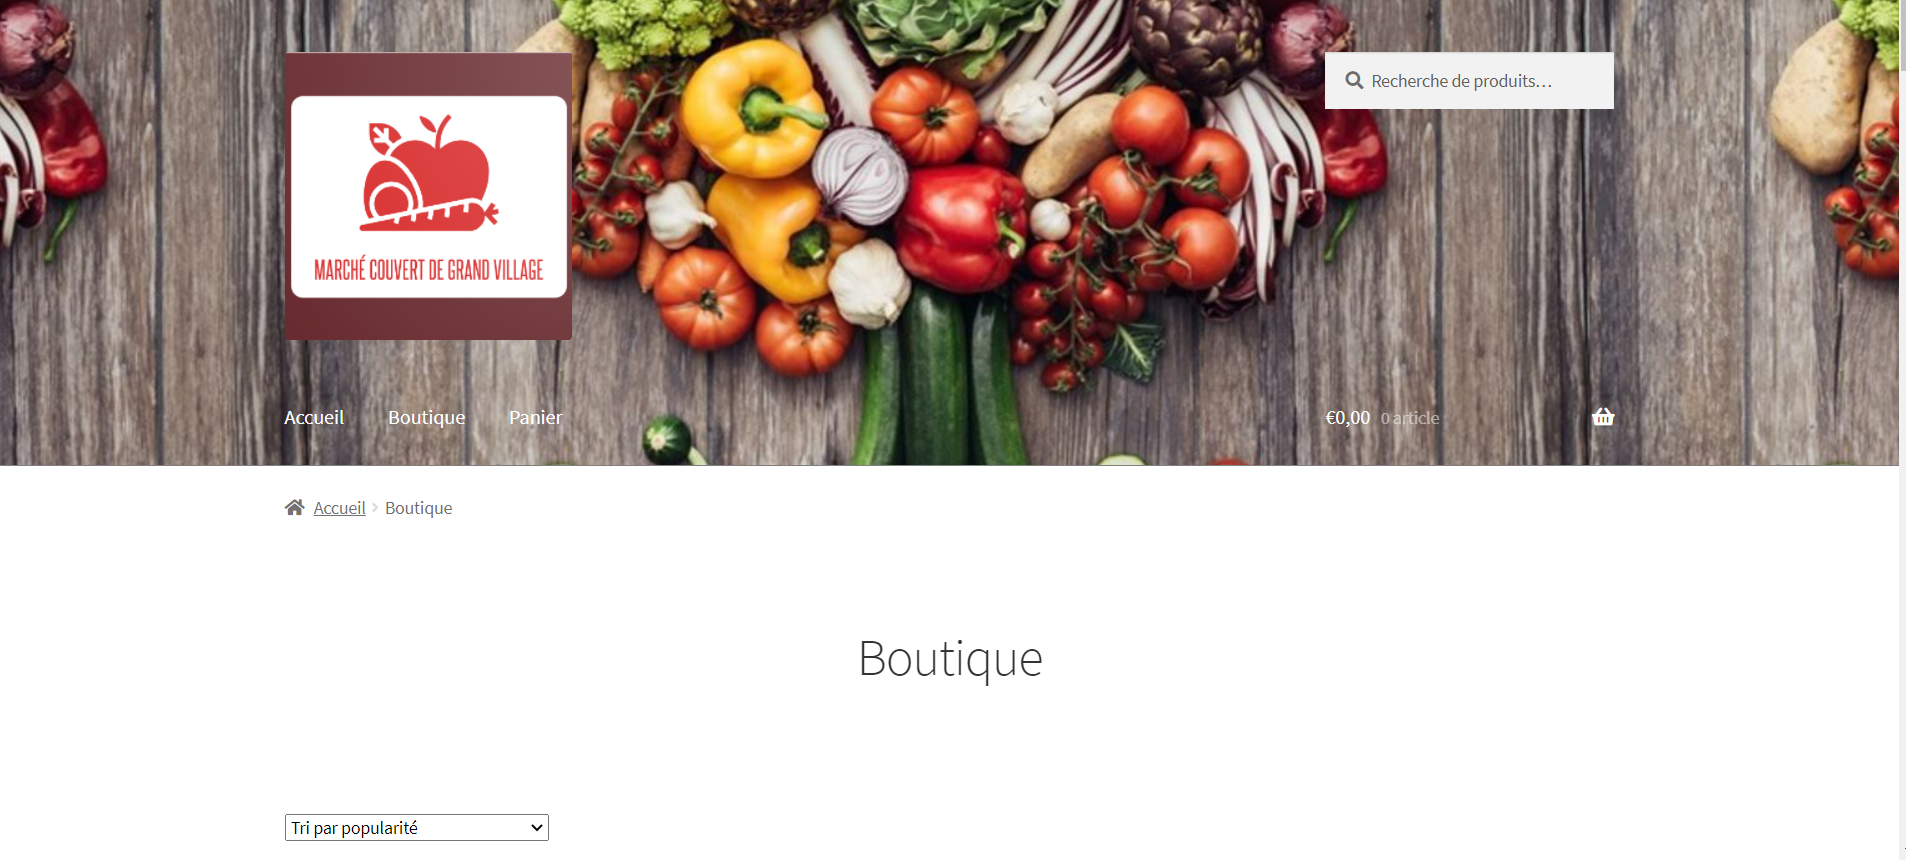 Recherche de produits…
MARCHÉ COUVERT DE GRAND VILLAGE
Accueil Boutique Panier €0,00 0 article
Accueil Boutique
Boutique
Tri par popularité